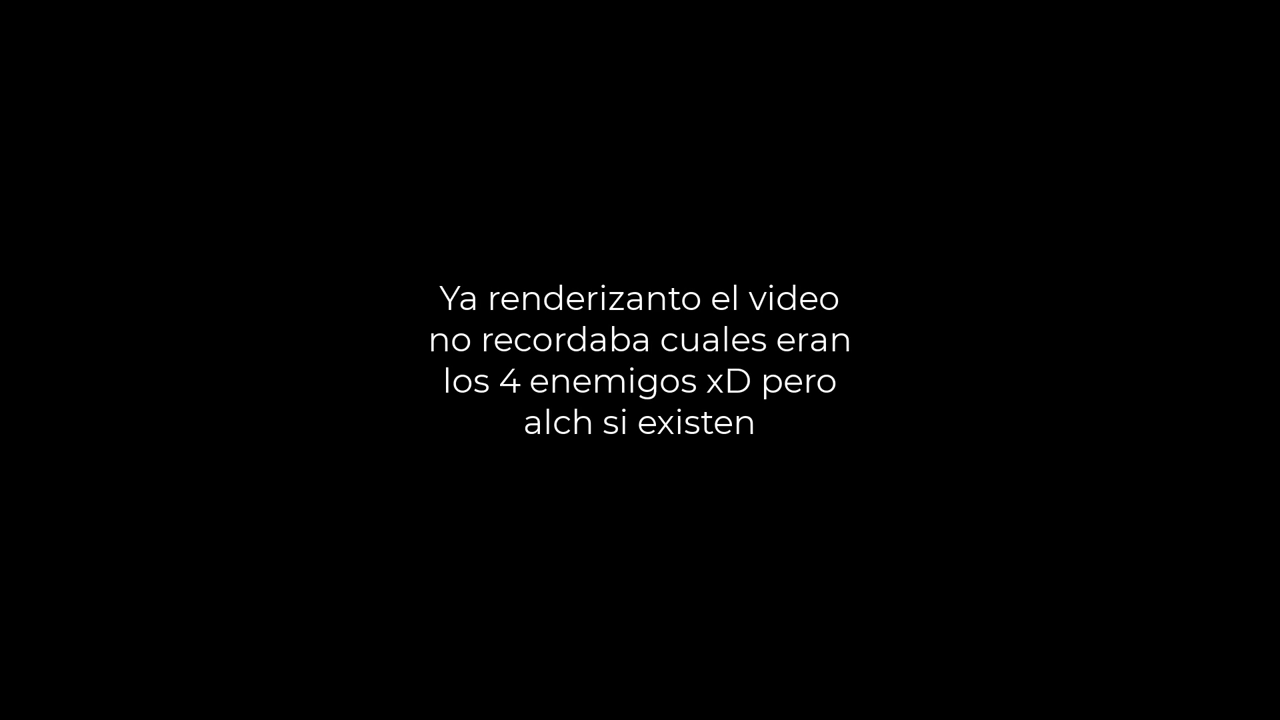 Ya renderizanto el video
no recordaba cuales eran
los 4 enemigos xD pero
alch si existen